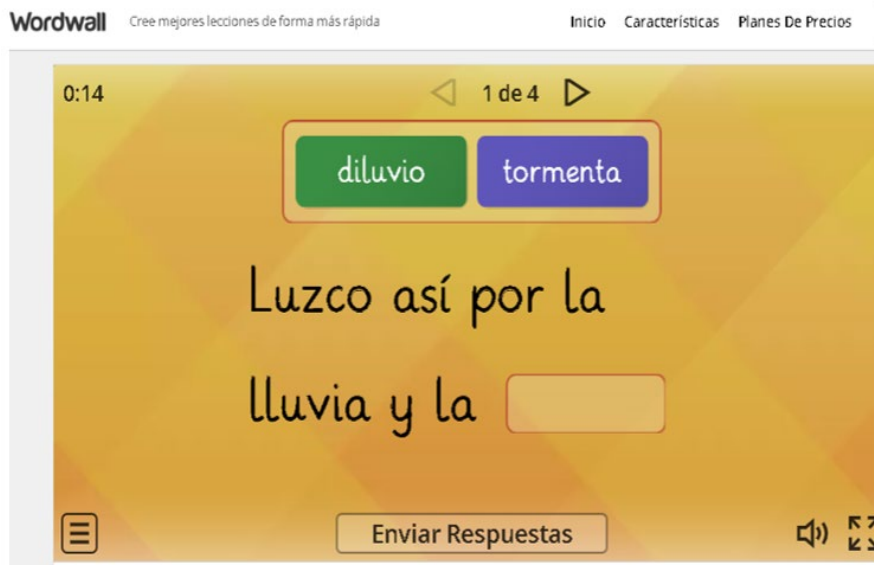 Wordwall Cree mejores lecciones de forma más rápida Inicio Características Planes De Precios
0:14 1 de 4
diluvio tormenta
Luzco así por la
lluvia y la
Enviar Respuestas